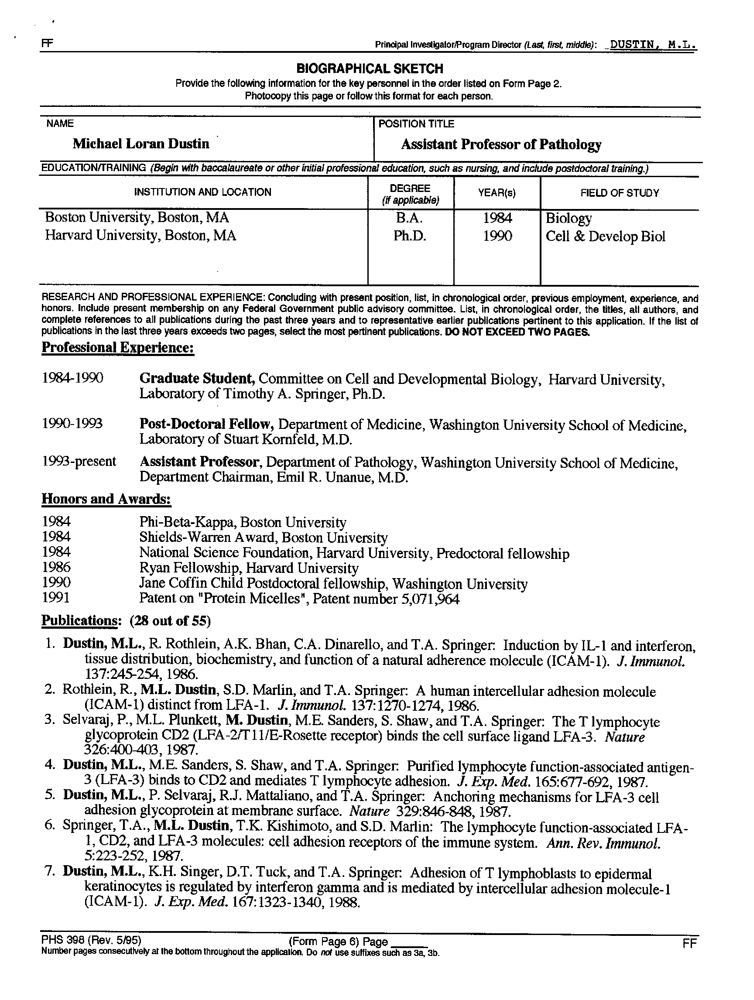 FF
Principal Investigator/Program Director (Last, first, middle): DUSTIN, M.L.
BIOGRAPHICAL SKETCH
Provide the following information for the key personnel in the order listed on Form Page 2.
Photocopy this page or follow this format for each person.
NAME
POSITION TITLE
Michael Loran Dustin
Assistant Professor of Pathology
EDUCATION/TRAINING (Begin with baccalaureate or other initial professional education, such as nursing, and include postdoctoral training.)
INSTITUTION AND LOCATION
DEGREE
(if applicable)
YEAR(s)
FIELD OF STUDY
Boston University, Boston, MA B.A. 1984 Biology
Harvard University, Boston, MA Ph.D. 1990 Cell & Develop Biol
RESEARCH AND PROFESSIONAL EXPERIENCE: Concluding with present position, list, in chronological order, previous employment, experience, and
honors. Include present membership on any Federal Government public advisory committee. List, in chronological order, the titles, all authors, and
complete references to all publications during the past three years and to representative earlier publications pertinent to this application. If the list of
publications in the last three years exceeds two pages, select the most pertinent publications. DO NOT EXCEED TWO PAGES.
Professional Experience:
1984-1990 Graduate Student, Committee on Cell and Developmental Biology, Harvard University,
Laboratory of Timothy A. Springer, Ph.D.
1990-1993 Post-Doctoral Fellow, Department of Medicine, Washington University School of Medicine,
Laboratory of Stuart Kornfeld, M.D.
1993-present Assistant Professor, Department of Pathology, Washington University School of Medicine,
Department Chairman, Emil R. Unanue, M.D.
Honors and Awards:
1984 Phi-Beta-Kappa, Boston University
1984 Shields-Warren Award, Boston University
1984 National Science Foundation, Harvard University, Predoctoral fellowship
1986 Ryan Fellowship, Harvard University
1990 Jane Coffin Child Postdoctoral fellowship, Washington University
1991 Patent on "Protein Micelles", Patent number 5,071,964
Publications: (28 out of 55)
1. Dustin, M.L., R. Rothlein, A.K. Bhan, C.A. Dinarello, and T.A. Springer: Induction by IL-1 and interferon,
tissue distribution, biochemistry, and function of a natural adherence molecule (ICAM-1). J. Immunol.
137:245-254, 1986.
2. Rothlein, R., M.L. Dustin, S.D. Marlin, and T.A. Springer: A human intercellular adhesion molecule
(ICAM-1) distinct from LFA-1. J. Immunol. 137:1270-1274, 1986.
3. Selvaraj, P., M.L. Plunkett, M. Dustin, M.E. Sanders, S. Shaw, and T.A. Springer: The T lymphocyte
glycoprotein CD2 (LFA-2/T11/E-Rosette receptor) binds the cell surface ligand LFA-3. Nature
326:400-403, 1987.
4. Dustin, M.L., M.E. Sanders, S. Shaw, and T.A. Springer: Purified lymphocyte function-associated antigen-
3 (LFA-3) binds to CD2 and mediates T lymphocyte adhesion. J. Exp. Med. 165:677-692, 1987.
5. Dustin, M.L., P. Selvaraj, R.J. Mattaliano, and T.A. Springer: Anchoring mechanisms for LFA-3 cell
adhesion glycoprotein at membrane surface. Nature 329:846-848, 1987.
6. Springer, T.A., M.L. Dustin, T.K. Kishimoto, and S.D. Marlin: The lymphocyte function-associated LFA-
1, CD2, and LFA-3 molecules: cell adhesion receptors of the immune system. Ann. Rev. Immunol.
5:223-252, 1987.
7. Dustin, M.L., K.H. Singer, D.T. Tuck, and T.A. Springer: Adhesion of T lymphoblasts to epidermal
keratinocytes is regulated by interferon gamma and is mediated by intercellular adhesion molecule-1
(ICAM-1). J. Exp. Med. 167:1323-1340, 1988.
PHS 398 (Rev. 5/95) (Form Page 6) Page ______ FF
Number pages consecutively at the bottom throughout the application. Do not use suffixes such as 3a, 3b.